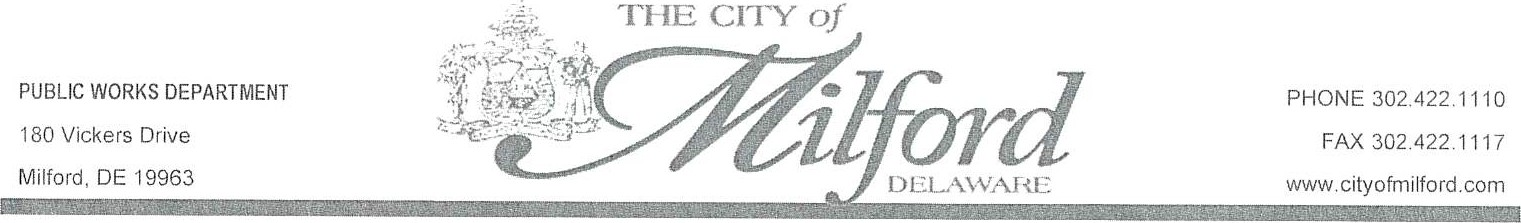 PUBLIC WORKS DEPARTMENT
180 Vickers Drive
Milford, DE 19963
THE CITY of
Milford
DELAWARE
PHONE 302.422.1110
FAX 302.422.1117
www.cityofmilford.com